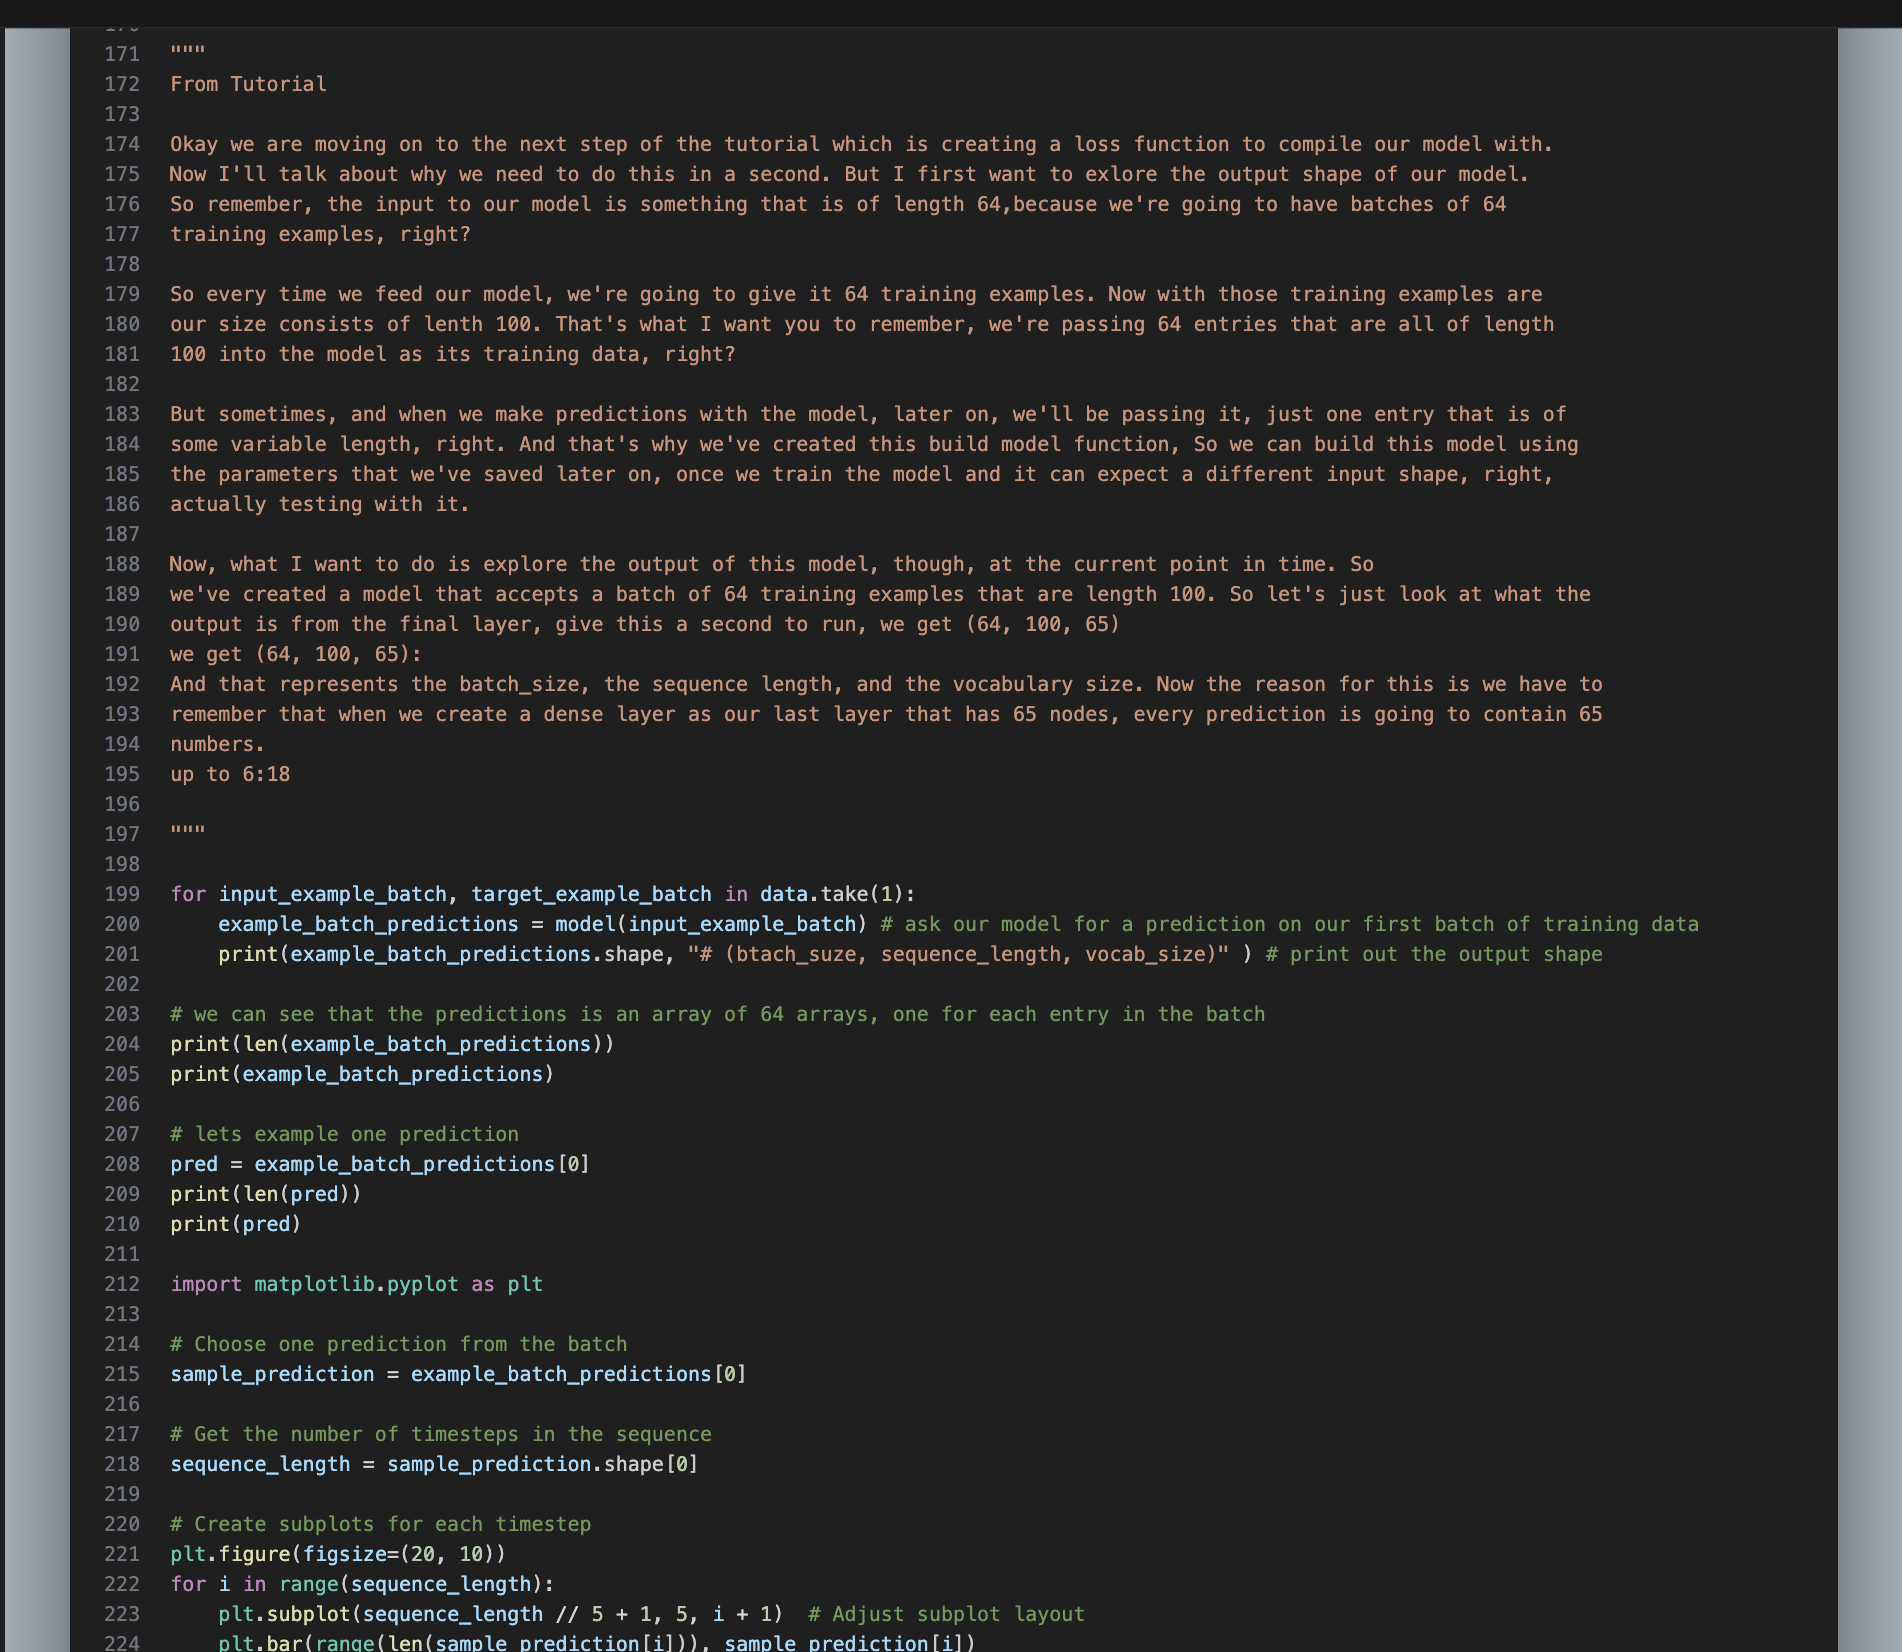 171 """
172 From Tutorial
173
174 Okay we are moving on to the next step of the tutorial which is creating a loss function to compile our model with.
175 Now I'll talk about why we need to do this in a second. But I first want to exlore the output shape of our model.
176 So remember, the input to our model is something that is of length 64,because we're going to have batches of 64
177 training examples, right?
178
179 So every time we feed our model, we're going to give it 64 training examples. Now with those training examples are
180 our size consists of lenth 100. That's what I want you to remember, we're passing 64 entries that are all of length
181 100 into the model as its training data, right?
182
183 But sometimes, and when we make predictions with the model, later on, we'll be passing it, just one entry that is of
184 some variable length, right. And that's why we've created this build model function, So we can build this model using
185 the parameters that we've saved later on, once we train the model and it can expect a different input shape, right,
186 actually testing with it.
187
188 Now, what I want to do is explore the output of this model, though, at the current point in time. So
189 we've created a model that accepts a batch of 64 training examples that are length 100. So let's just look at what the
190 output is from the final layer, give this a second to run, we get (64, 100, 65)
191 we get (64, 100, 65):
192 And that represents the batch_size, the sequence length, and the vocabulary size. Now the reason for this is we have to
193 remember that when we create a dense layer as our last layer that has 65 nodes, every prediction is going to contain 65
194 numbers.
195 up to 6:18
196
197 """
198
199 for input_example_batch, target_example_batch in data.take(1):
200     example_batch_predictions = model(input_example_batch) # ask our model for a prediction on our first batch of training data
201     print(example_batch_predictions.shape, "# (btach_suze, sequence_length, vocab_size)" ) # print out the output shape
202
203 # we can see that the predictions is an array of 64 arrays, one for each entry in the batch
204 print(len(example_batch_predictions))
205 print(example_batch_predictions)
206
207 # lets example one prediction
208 pred = example_batch_predictions[0]
209 print(len(pred))
210 print(pred)
211
212 import matplotlib.pyplot as plt
213
214 # Choose one prediction from the batch
215 sample_prediction = example_batch_predictions[0]
216
217 # Get the number of timesteps in the sequence
218 sequence_length = sample_prediction.shape[0]
219
220 # Create subplots for each timestep
221 plt.figure(figsize=(20, 10))
222 for i in range(sequence_length):
223     plt.subplot(sequence_length // 5 + 1, 5, i + 1)  # Adjust subplot layout
224     plt.bar(range(len(sample_prediction[i])), sample_prediction[i])